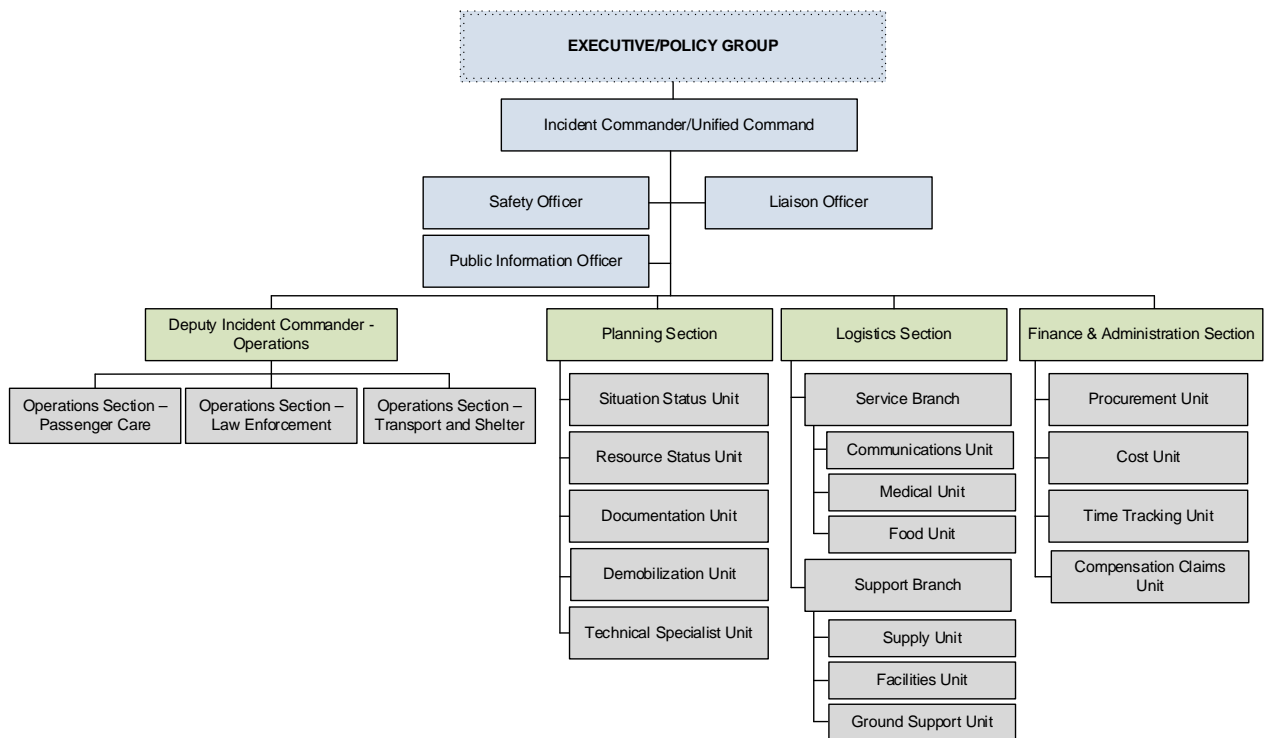 EXECUTIVE/POLICY GROUP
Incident Commander/Unified Command
Safety Officer
Liaison Officer
Public Information Officer
Deputy Incident Commander -
Operations
Planning Section
Logistics Section
Finance & Administration Section
Operations Section –
Passenger Care
Operations Section –
Law Enforcement
Operations Section –
Transport and Shelter
Situation Status Unit
Resource Status Unit
Documentation Unit
Demobilization Unit
Technical Specialist Unit
Service Branch
Communications Unit
Medical Unit
Food Unit
Support Branch
Supply Unit
Facilities Unit
Ground Support Unit
Procurement Unit
Cost Unit
Time Tracking Unit
Compensation Claims
Unit